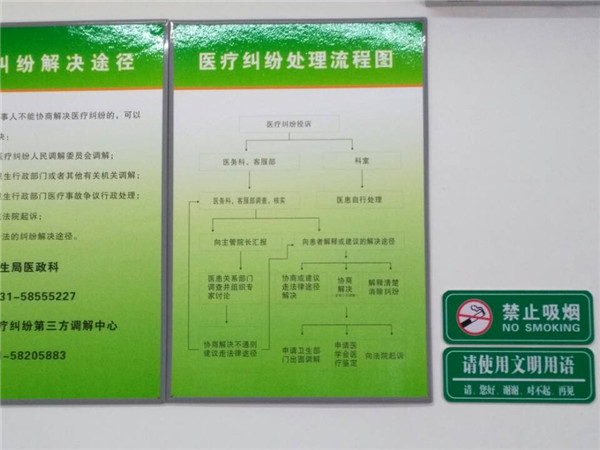 纠纷解决途径
事人不能协商解决医疗纠纷的，可以
决：
疗纠纷人民调解委员会调解；
生行政部门或者其他有关机关调解；
生行政部门医疗事故争议行政处理；
法院起诉；
法的纠纷解决途径。
生局医政科
31-58555227
疗纠纷第三方调解中心
-58205883
医疗纠纷处理流程图
医疗纠纷投诉
医务科、客服部
科室
医务科、客服部调查、核实
医患自行处理
向主管院长汇报
向患者解释或建议的解决途径
医患关系部门
调查并组织专
家讨论
协商或建议
走法律途径
解决
协商
解决
解释清楚
消除纠纷
协商解决不通则
建议走法律途径
申请卫生部
门出面调解
申请医
学会医
疗鉴定
向法院起诉
禁止吸烟
NO SMOKING
请使用文明用语
请、您好、谢谢、对不起、再见